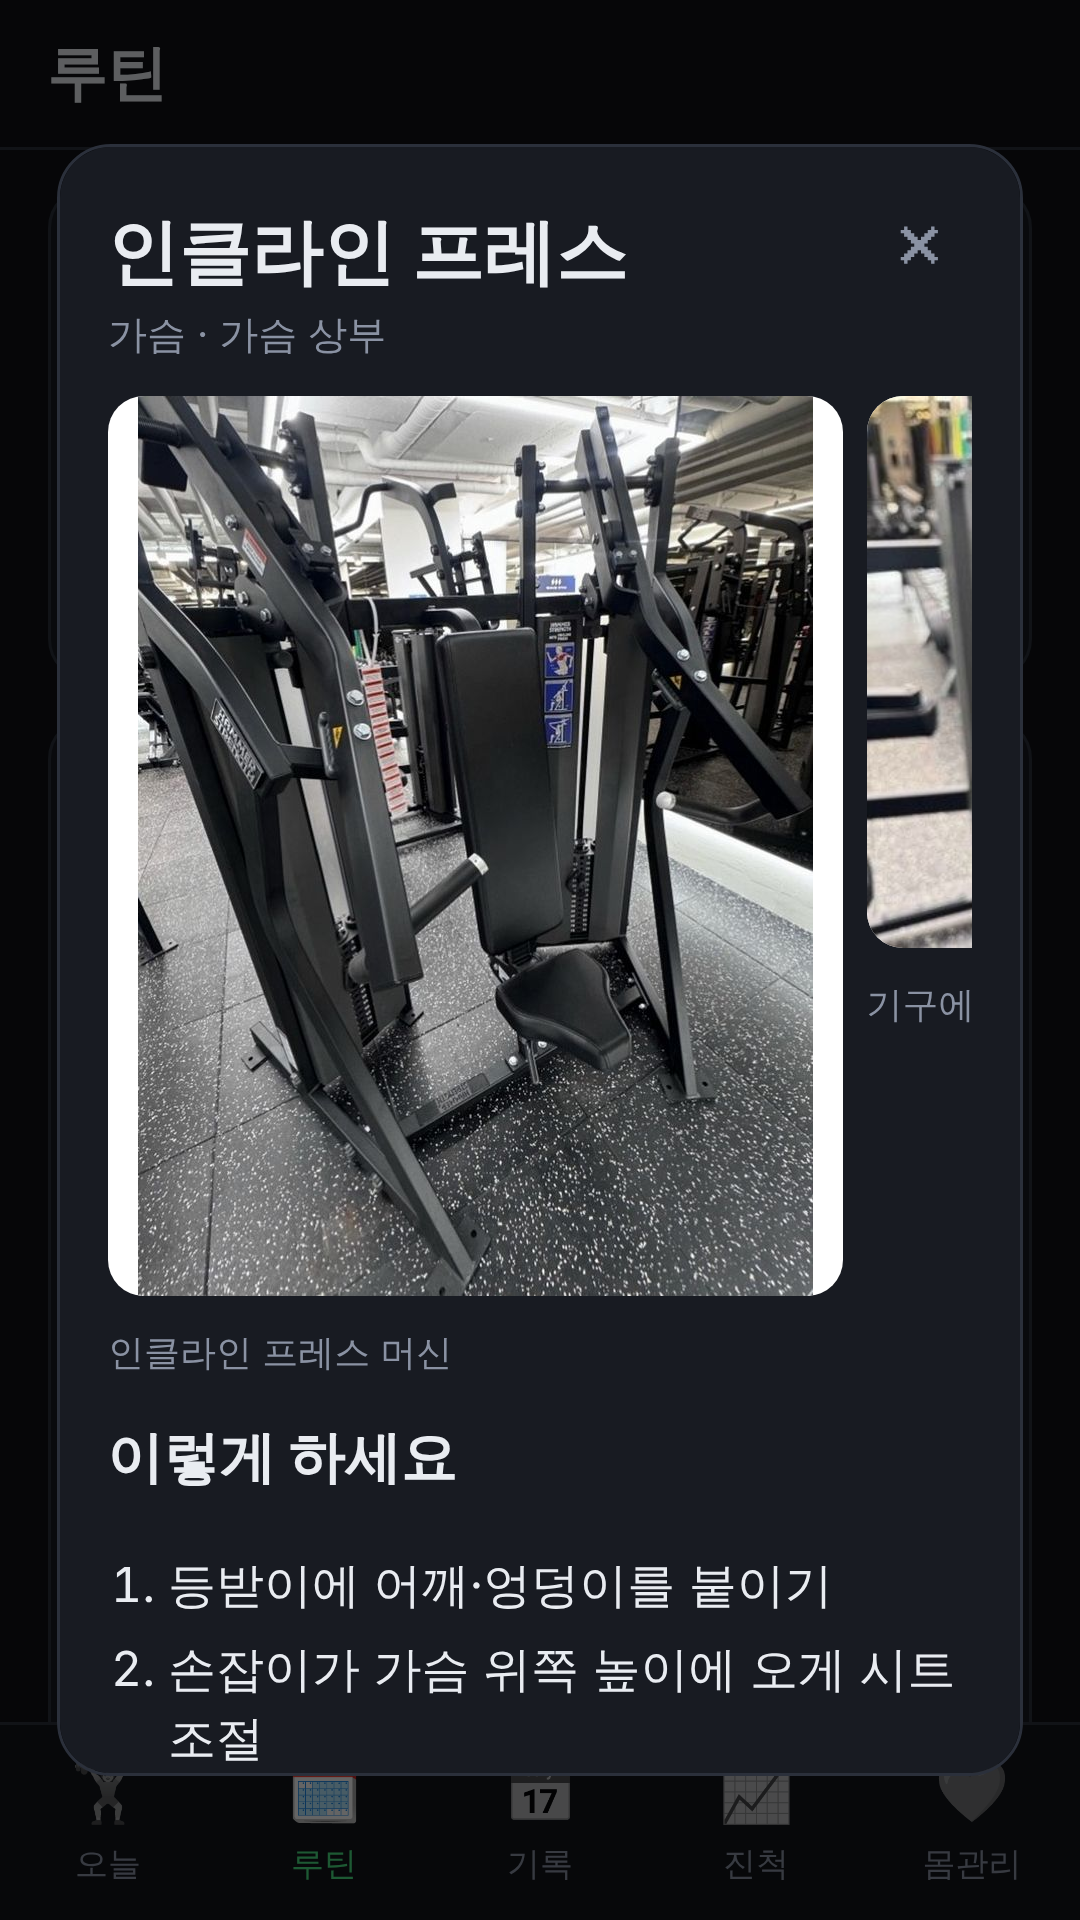 루틴
인클라인 프레스
가슴 · 가슴 상부
기구에
인클라인 프레스 머신
이렇게 하세요
1. 등받이에 어깨·엉덩이를 붙이기
2. 손잡이가 가슴 위쪽 높이에 오게 시트
조절
17
오늘
루틴
기록
진척
몸관리